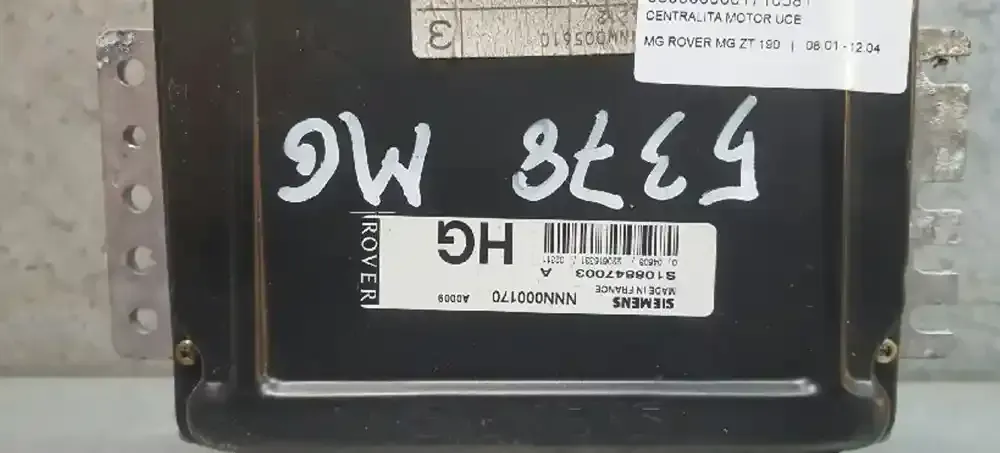 CENTRALITA MOTOR UCE
MG ROVER MG ZT 190 | 08.01 - 12.04
3
NNW005610
5378 MG
ROVER
SIEMENS
MADE IN FRANCE
S108847003 A
NNN000170
A0009
HG